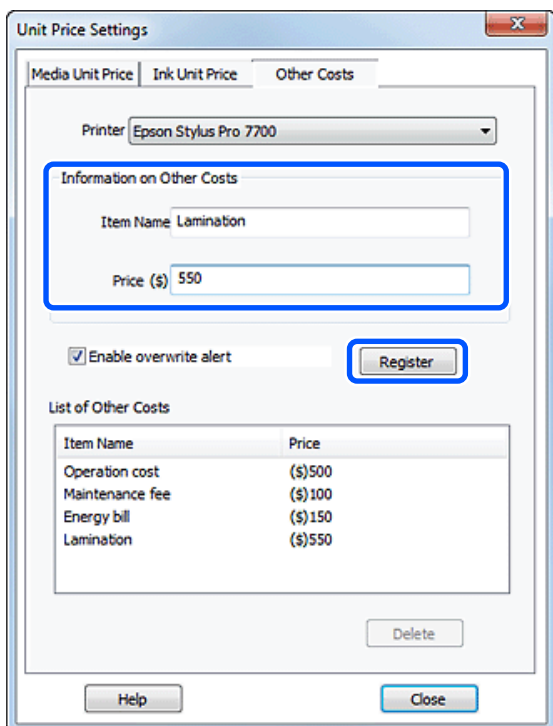 Unit Price Settings
Media Unit Price Ink Unit Price Other Costs
Printer Epson Stylus Pro 7700
Information on Other Costs
Item Name Lamination
Price ($) 550
Enable overwrite alert Register
List of Other Costs
Item Name Price
Operation cost ($)500
Maintenance fee ($)100
Energy bill ($)150
Lamination ($)550
Delete
Help Close